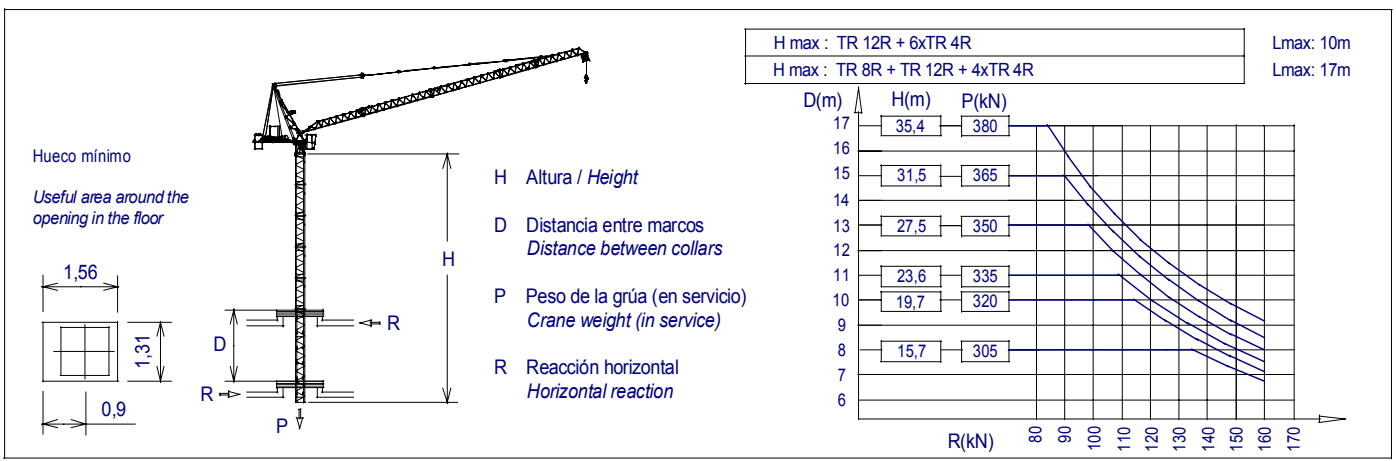 Hueco mínimo
Useful area around the
opening in the floor
1,56
1,31
0,9
H
D
R
R
P
H Altura / Height
D Distancia entre marcos
Distance between collars
P Peso de la grúa (en servicio)
Crane weight (in service)
R Reacción horizontal
Horizontal reaction
H max : TR 12R + 6xTR 4R Lmax: 10m
H max : TR 8R + TR 12R + 4xTR 4R Lmax: 17m
D(m) H(m) P(kN)
17 35,4 380
16
15 31,5 365
13 27,5 350
12
11 23,6 335
10 19,7 320
9
8 15,7 305
7
6
R(kN) 80 90 100 110 120 130 140 150 160 170